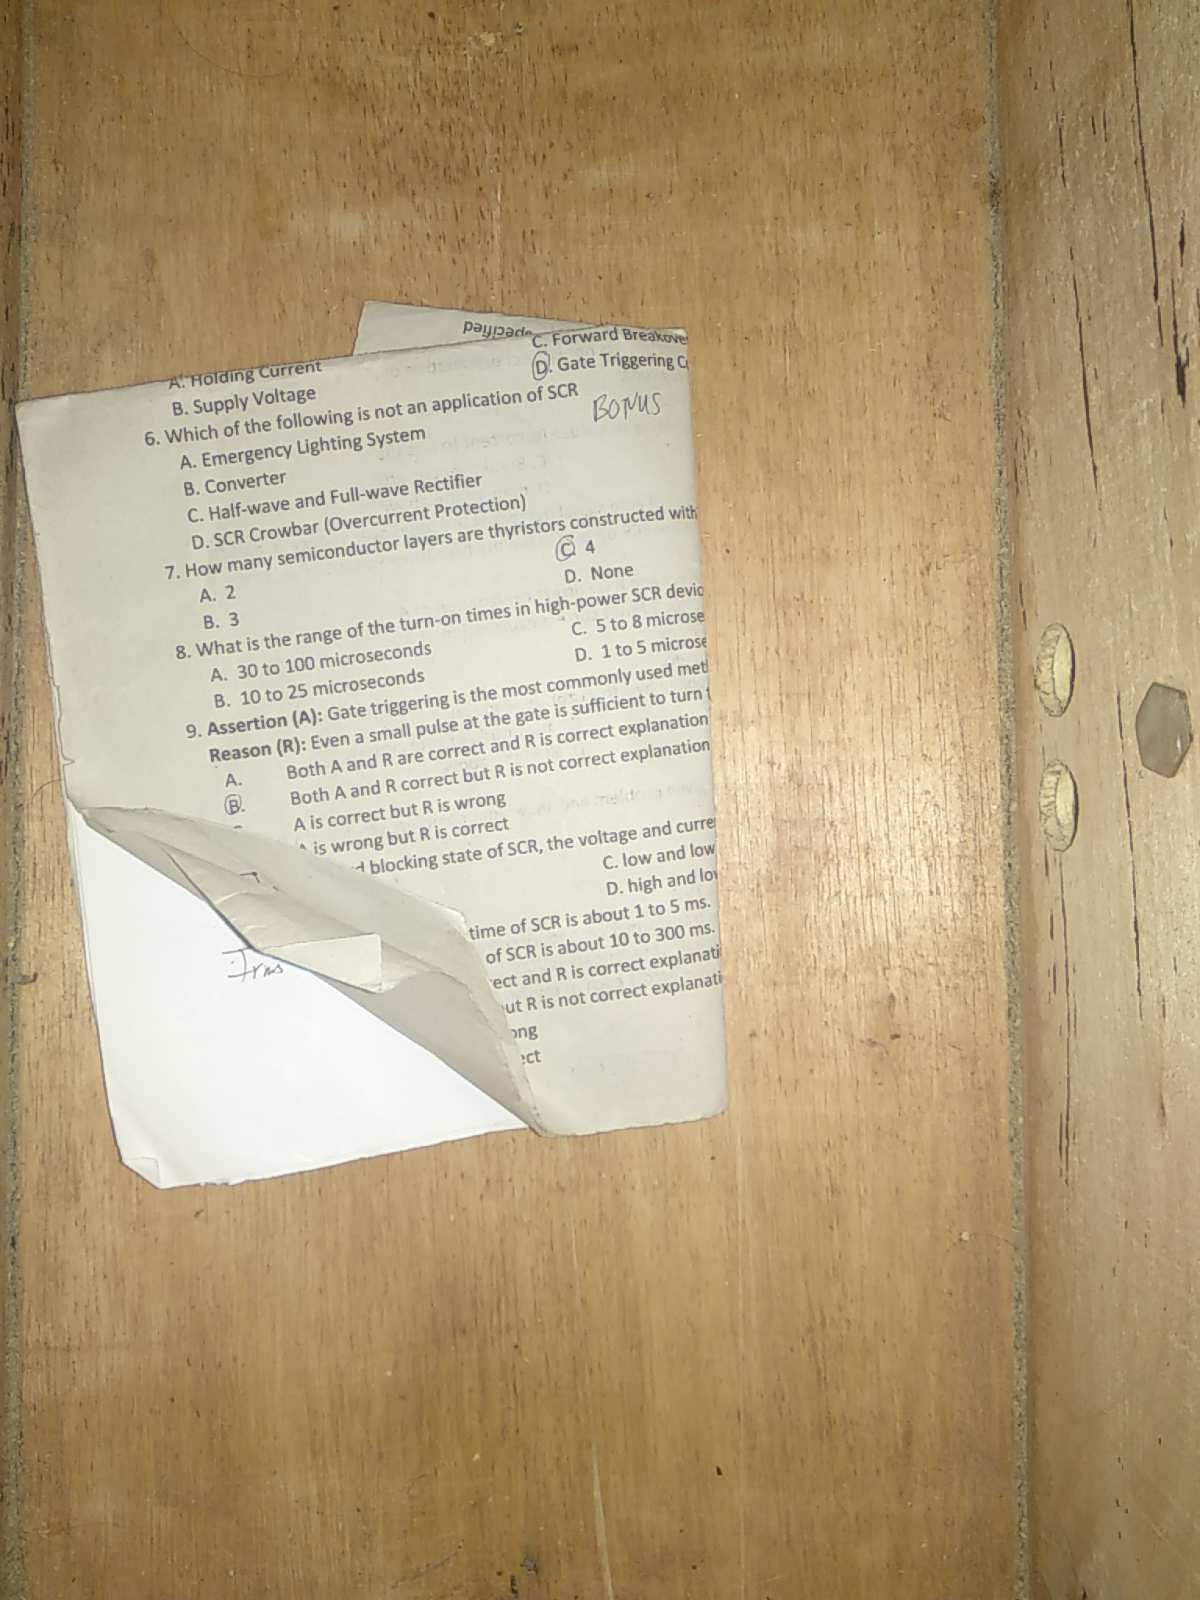 specified
A. Holding Current
C. Forward Breakove
B. Supply Voltage
D. Gate Triggering C
6. Which of the following is not an application of SCR
BONUS
A. Emergency Lighting System
B. Converter
C. Half-wave and Full-wave Rectifier
D. SCR Crowbar (Overcurrent Protection)
7. How many semiconductor layers are thyristors constructed with
A. 2
C. 4
B. 3
D. None
8. What is the range of the turn-on times in high-power SCR devic
A. 30 to 100 microseconds
C. 5 to 8 microse
B. 10 to 25 microseconds
D. 1 to 5 microse
9. Assertion (A): Gate triggering is the most commonly used met
Reason (R): Even a small pulse at the gate is sufficient to turn
A. Both A and R are correct and R is correct explanation
B. Both A and R correct but R is not correct explanation
A is correct but R is wrong
is wrong but R is correct
d blocking state of SCR, the voltage and curre
C. low and low
D. high and lo
time of SCR is about 1 to 5 ms.
of SCR is about 10 to 300 ms.
ect and R is correct explanati
ut R is not correct explanati
ong
ect
Irms